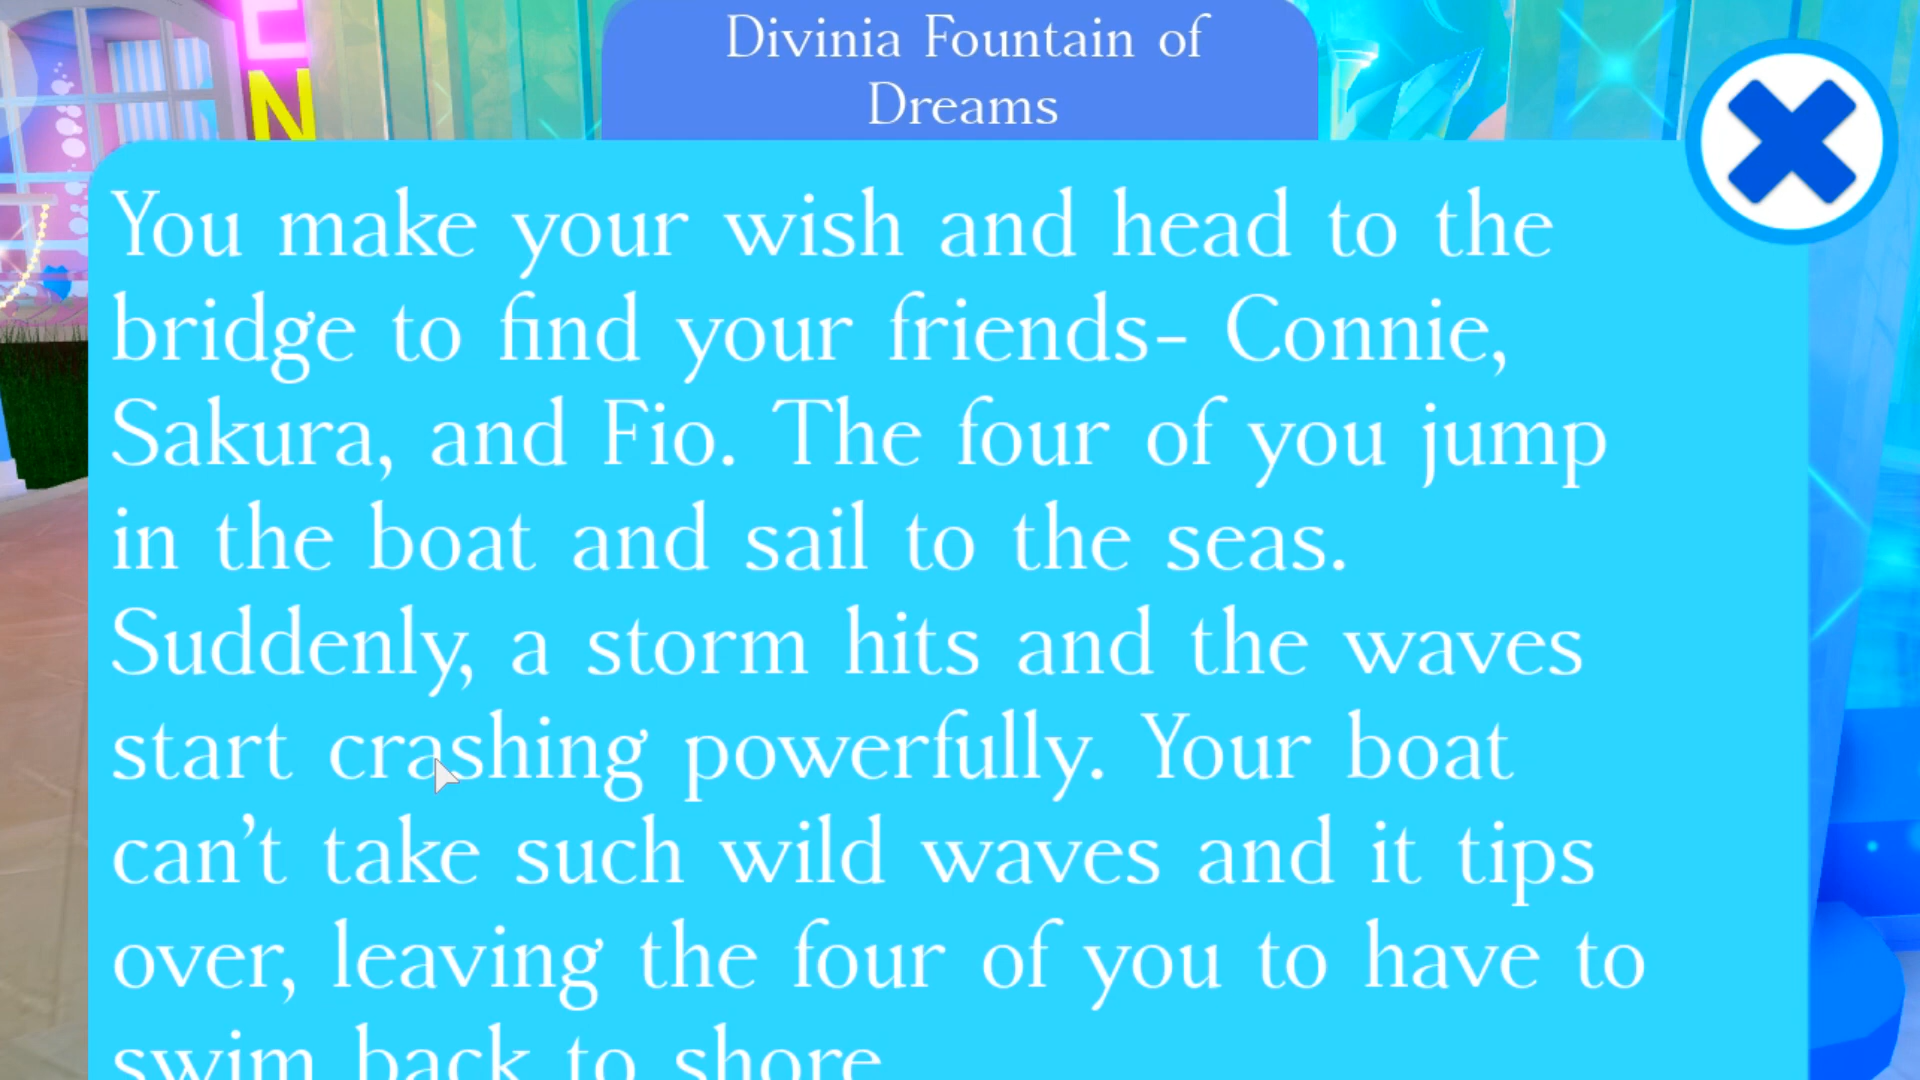 E
N
Divinia Fountain of
Dreams
You make your wish and head to the
bridge to find your friends- Connie,
Sakura, and Fio. The four of you jump
in the boat and sail to the seas.
Suddenly, a storm hits and the waves
start crashing powerfully. Your boat
can’t take such wild waves and it tips
over, leaving the four of you to have to
swim back to shore